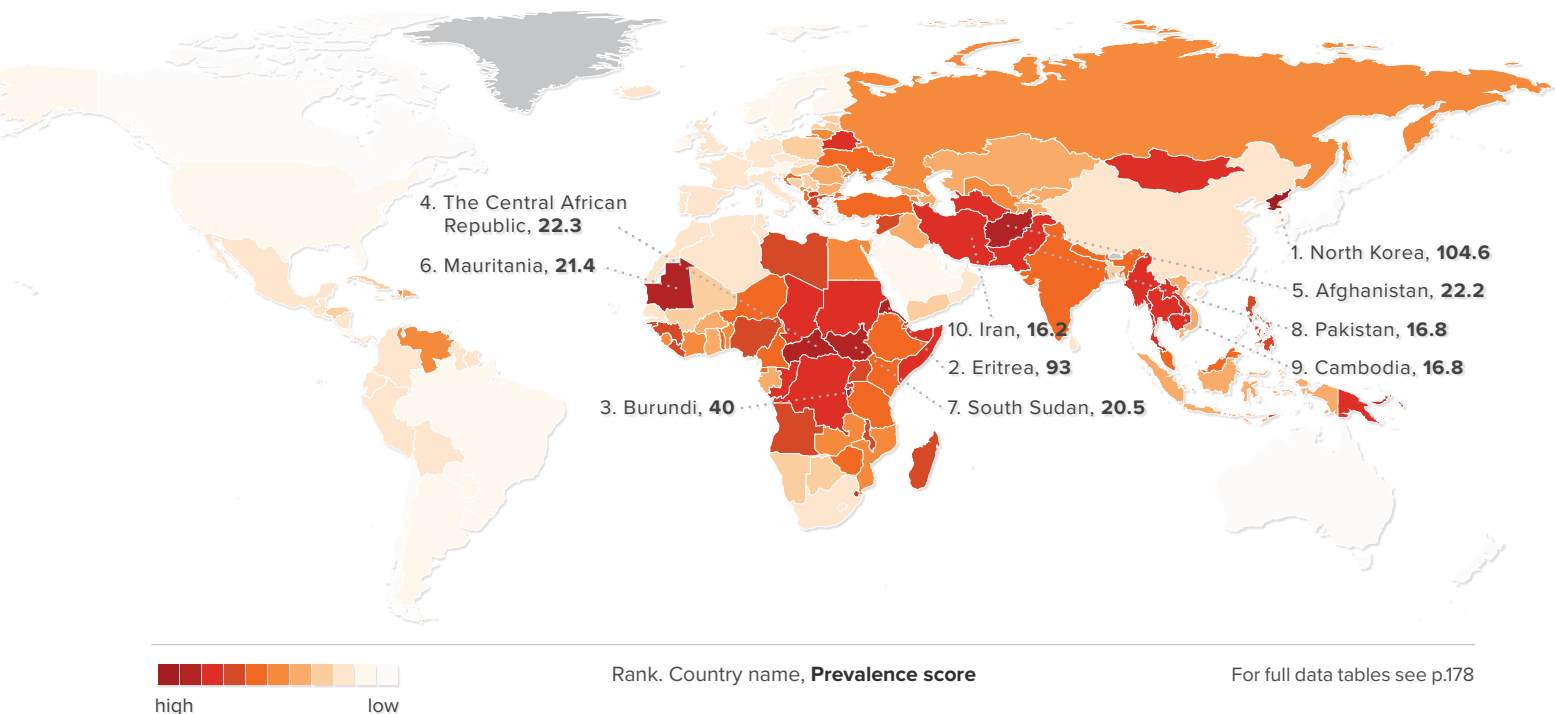 4. The Central African
Republic, 22.3
6. Mauritania, 21.4
1. North Korea, 104.6
5. Afghanistan, 22.2
10. Iran, 16.2
8. Pakistan, 16.8
2. Eritrea, 93
9. Cambodia, 16.8
3. Burundi, 40
7. South Sudan, 20.5
Rank. Country name, Prevalence score
For full data tables see p.178
high
low